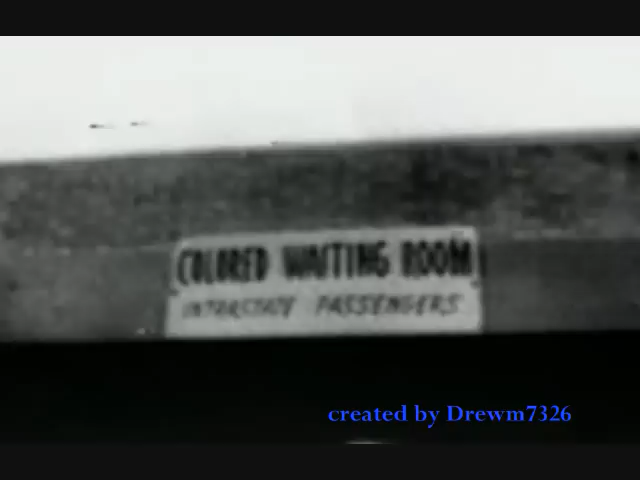 COLORED WAITING ROOM
INTERSTATE PASSENGERS
created by Drewm7326